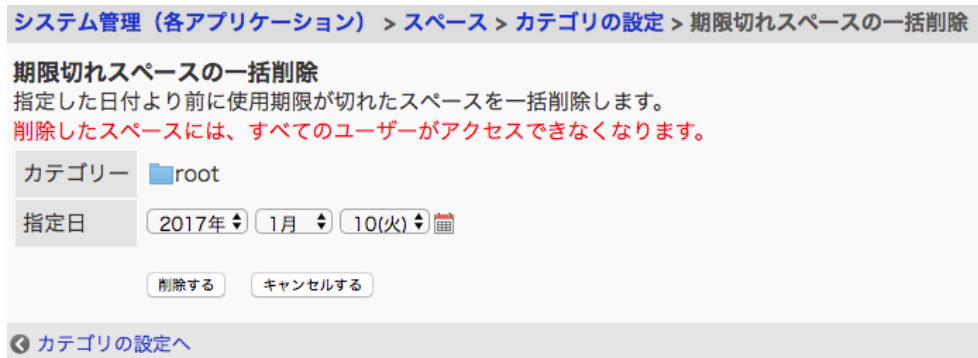 システム管理（各アプリケーション） > スペース > カテゴリの設定 > 期限切れスペースの一括削除
期限切れスペースの一括削除
指定した日付より前に使用期限が切れたスペースを一括削除します。
削除したスペースには、すべてのユーザーがアクセスできなくなります。
カテゴリー root
指定日 2017年 1月 10(火)
削除する キャンセルする
カテゴリの設定へ